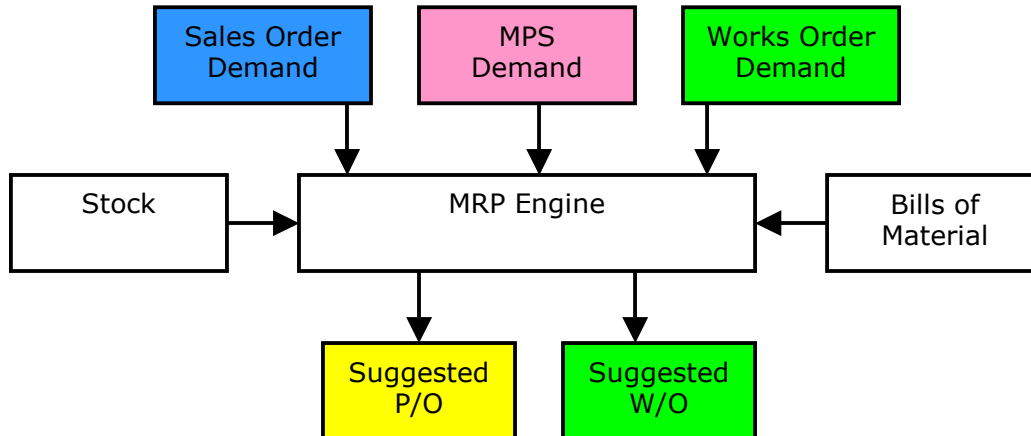 Sales Order
Demand
MPS
Demand
Works Order
Demand
Stock
MRP Engine
Bills of
Material
Suggested
P/O
Suggested
W/O